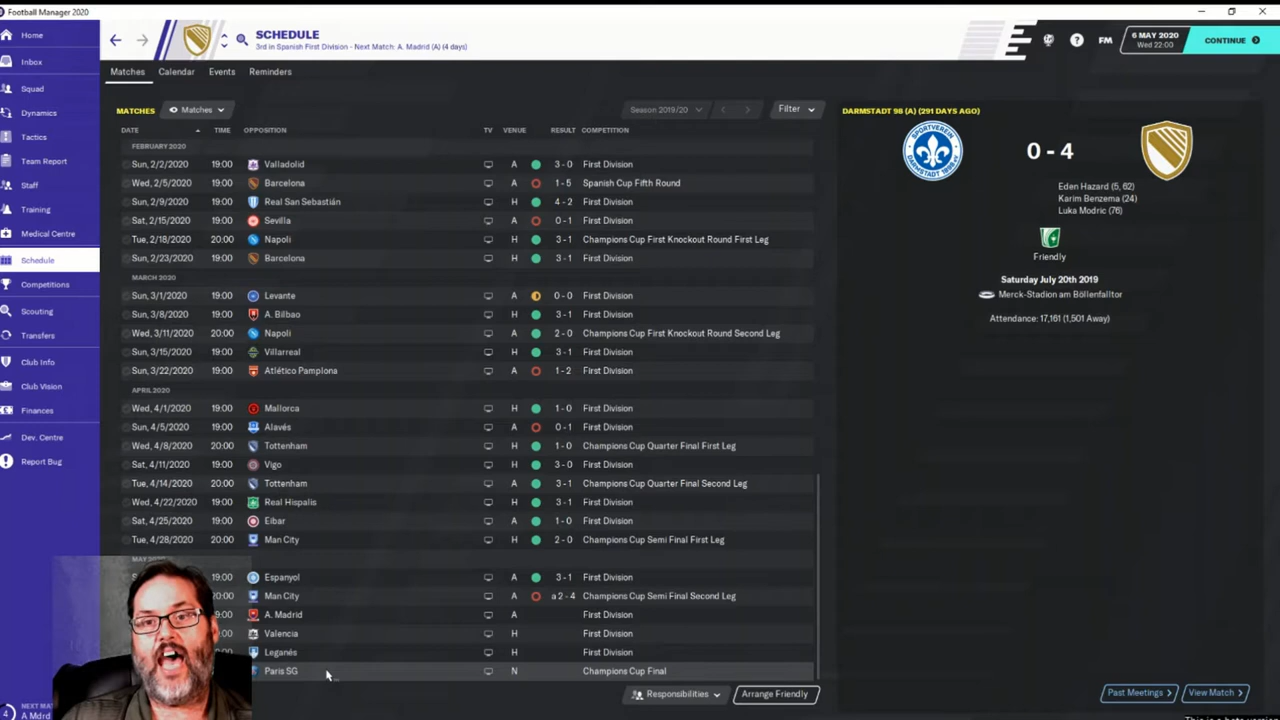 Football Manager 2020
Home
Inbox
Squad
Dynamics
Tactics
Team Report
Staff
Training
Medical Centre
Schedule
Competitions
Scouting
Transfers
Club Info
Club Vision
Finances
Dev. Centre
Report Bug
SCHEDULE
3rd in Spanish First Division - Next Match: A. Madrid (A) (4 days)
FM
6 MAY 2020
Wed 22:00
CONTINUE
Matches Calendar Events Reminders
MATCHES Matches Season 2019/20 Filter
DATE TIME OPPOSITION TV VENUE RESULT COMPETITION
FEBRUARY 2020
Sun, 2/2/2020 19:00 Valladolid A 3-0 First Division
Wed, 2/5/2020 19:00 Barcelona A 1-5 Spanish Cup Fifth Round
Sun, 2/9/2020 19:00 Real San Sebastián H 4-2 First Division
Sat, 2/15/2020 19:00 Sevilla A 0-1 First Division
Tue, 2/18/2020 20:00 Napoli H 3-1 Champions Cup First Knockout Round First Leg
Sun, 2/23/2020 19:00 Barcelona H 3-1 First Division
MARCH 2020
Sun, 3/1/2020 19:00 Levante A 0-0 First Division
Sun, 3/8/2020 19:00 A. Bilbao H 3-1 First Division
Wed, 3/11/2020 20:00 Napoli A 2-0 Champions Cup First Knockout Round Second Leg
Sun, 3/15/2020 19:00 Villarreal H 3-1 First Division
Sun, 3/22/2020 19:00 Atlético Pamplona A 1-2 First Division
APRIL 2020
Wed, 4/1/2020 19:00 Mallorca H 1-0 First Division
Sun, 4/5/2020 19:00 Alavés A 0-1 First Division
Wed, 4/8/2020 20:00 Tottenham H 1-0 Champions Cup Quarter Final First Leg
Sat, 4/11/2020 19:00 Vigo H 3-0 First Division
Tue, 4/14/2020 20:00 Tottenham A 3-1 Champions Cup Quarter Final Second Leg
Wed, 4/22/2020 19:00 Real Hispalis H 3-1 First Division
Sat, 4/25/2020 19:00 Eibar A 1-0 First Division
Tue, 4/28/2020 20:00 Man City H 2-0 Champions Cup Semi Final First Leg
19:00 Espanyol A 3-1 First Division
20:00 Man City A a 2-4 Champions Cup Semi Final Second Leg
A. Madrid A First Division
Valencia H First Division
Leganés H First Division
Paris SG N Champions Cup Final
Responsibilities Arrange Friendly
DARMSTADT 98 (A) (291 DAYS AGO)
0 - 4
Eden Hazard (5, 62)
Karim Benzema (24)
Luka Modric (76)
Friendly
Saturday July 20th 2019
Merck-Stadion am Böllenfalltor
Attendance: 17,161 (1,501 Away)
Past Meetings View Match